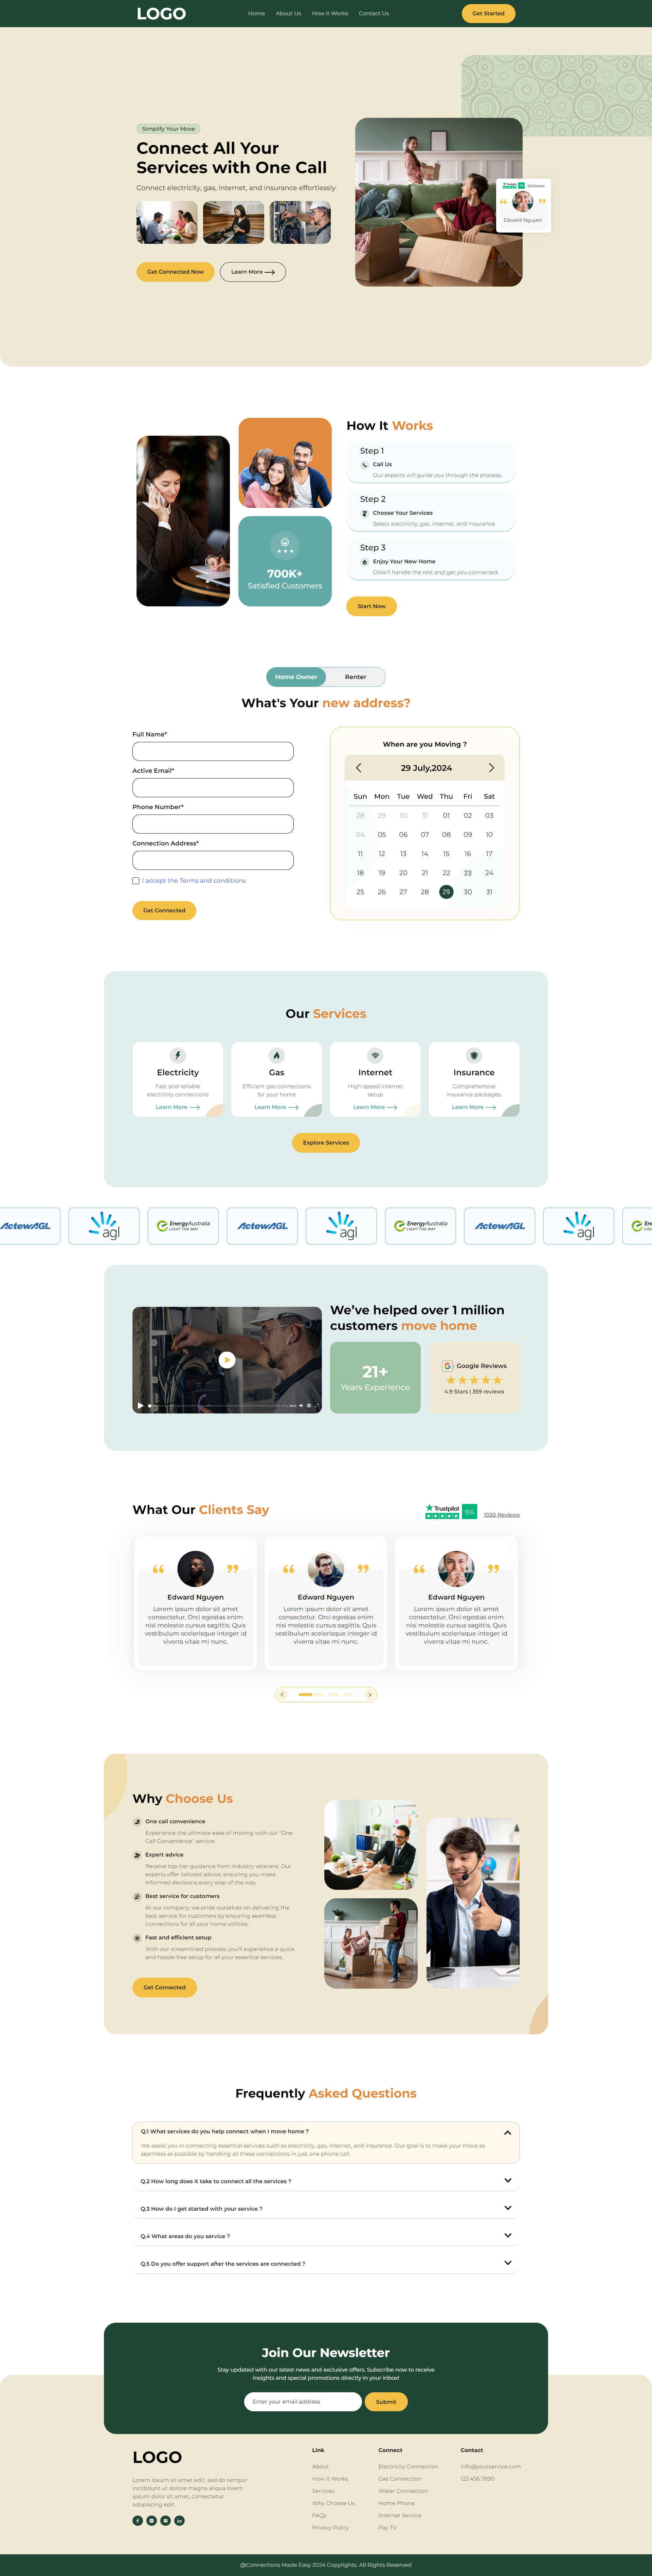 LOGO
Home
About Us
How It Works
Contact Us
Get Started
Simplify Your Move
Connect All Your
Services with One Call
Connect electricity, gas, internet, and insurance effortlessly.
Get Connected Now
Learn More
Trustpilot
Edward Nguyen
How It Works
Step 1
Call Us
Our experts will guide you through the process.
Step 2
Choose Your Services
Select electricity, gas, internet, and insurance
Step 3
Enjoy Your New Home
OWe'll handle the rest and get you connected.
Start Now
700K+
Satisfied Customers
Home Owner
Renter
What's Your new address?
Full Name*
Active Email*
Phone Number*
Connection Address*
I accept the Terms and conditions
Get Connected
When are you Moving ?
29 July,2024
Sun Mon Tue Wed Thu Fri Sat
28 29 30 31 01 02 03
04 05 06 07 08 09 10
11 12 13 14 15 16 17
18 19 20 21 22 23 24
25 26 27 28 29 30 31
Our Services
Electricity
Fast and reliable
electricity connections
Learn More
Gas
Efficient gas connections
for your home
Learn More
Internet
High-speed internet
setup
Learn More
Insurance
Comprehensive
insurance packages.
Learn More
Explore Services
ActewAGL
agl
EnergyAustralia
LIGHT THE WAY
ActewAGL
agl
EnergyAustralia
LIGHT THE WAY
ActewAGL
agl
We've helped over 1 million
customers move home
21+
Years Experience
Google Reviews
4.9 Stars | 359 reviews
What Our Clients Say
Trustpilot
9.6
1020 Reviews
Edward Nguyen
Lorem ipsum dolor sit amet
consectetur. Orci egestas enim
nisi molestie cursus sagittis. Quis
vestibulum scelerisque integer id
viverra vitae mi nunc.
Edward Nguyen
Lorem ipsum dolor sit amet
consectetur. Orci egestas enim
nisi molestie cursus sagittis. Quis
vestibulum scelerisque integer id
viverra vitae mi nunc.
Edward Nguyen
Lorem ipsum dolor sit amet
consectetur. Orci egestas enim
nisi molestie cursus sagittis. Quis
vestibulum scelerisque integer id
viverra vitae mi nunc.
Why Choose Us
One call convenience
Experience the ultimate ease of moving with our "One
Call Convenience" service.
Expert advice
Receive top-tier guidance from industry veterans. Our
experts offer tailored advice, ensuring you make
informed decisions every step of the way.
Best service for customers
At our company, we pride ourselves on delivering the
best service for customers by ensuring seamless
connections for all your home utilities..
Fast and efficient setup
With our streamlined process, you'll experience a quick
and hassle-free setup for all your essential services.
Get Connected
Frequently Asked Questions
Q.1 What services do you help connect when I move home ?
We assist you in connecting essential services such as electricity, gas, internet, and insurance. Our goal is to make your move as
seamless as possible by handling all these connections in just one phone call.
Q.2 How long does it take to connect all the services ?
Q.3 How do I get started with your service ?
Q.4 What areas do you service ?
Q.5 Do you offer support after the services are connected ?
Join Our Newsletter
Stay updated with our latest news and exclusive offers. Subscribe now to receive
insights and special promotions directly in your inbox!
Enter your email address
Submit
LOGO
Lorem ipsum sit amet edit, sed do tempor
incididunt ut dolore magna aliqua lorem
ipsum dolor sit amet, consectetur
adopiscing edit.
Link
About
How it Works
Services
Why Choose Us
FAQs
Privacy Policy
Connect
Electricity Connection
Gas Connection
Water Connection
Home Phone
Internet Service
Pay TV
Contact
info@yourservice.com
123.456.7890
@Connections Made Easy 2024 Copyrights. All Rights Reserved